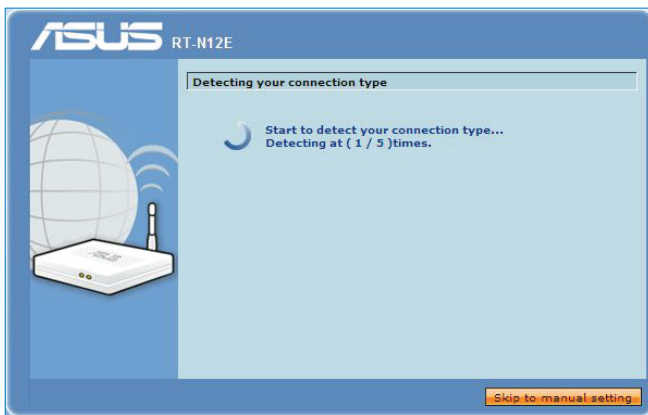 ASUS RT-N12E
Detecting your connection type
Start to detect your connection type...
Detecting at ( 1 / 5 )times.
ASUS
Skip to manual setting